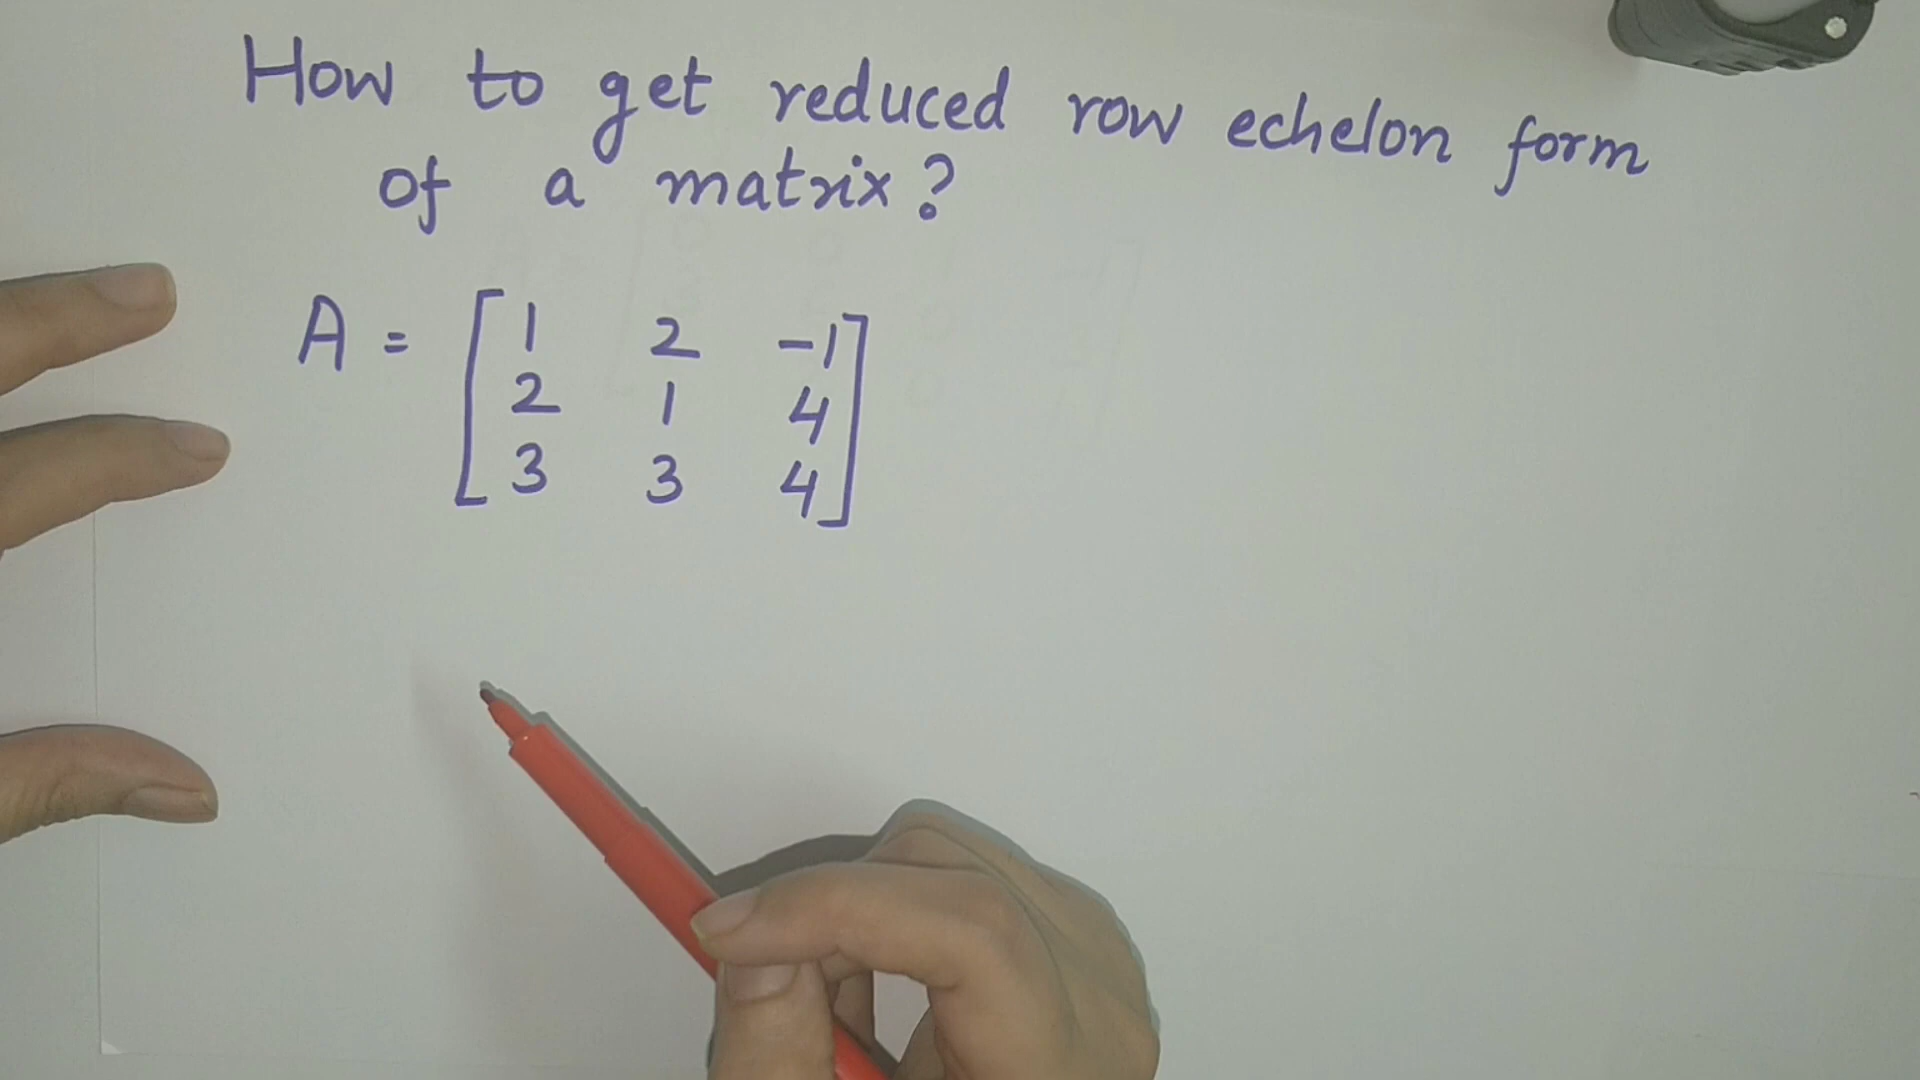 How to get reduced row echelon form
of a matrix?
A = [1 2 -1
2 1 4
3 3 4]